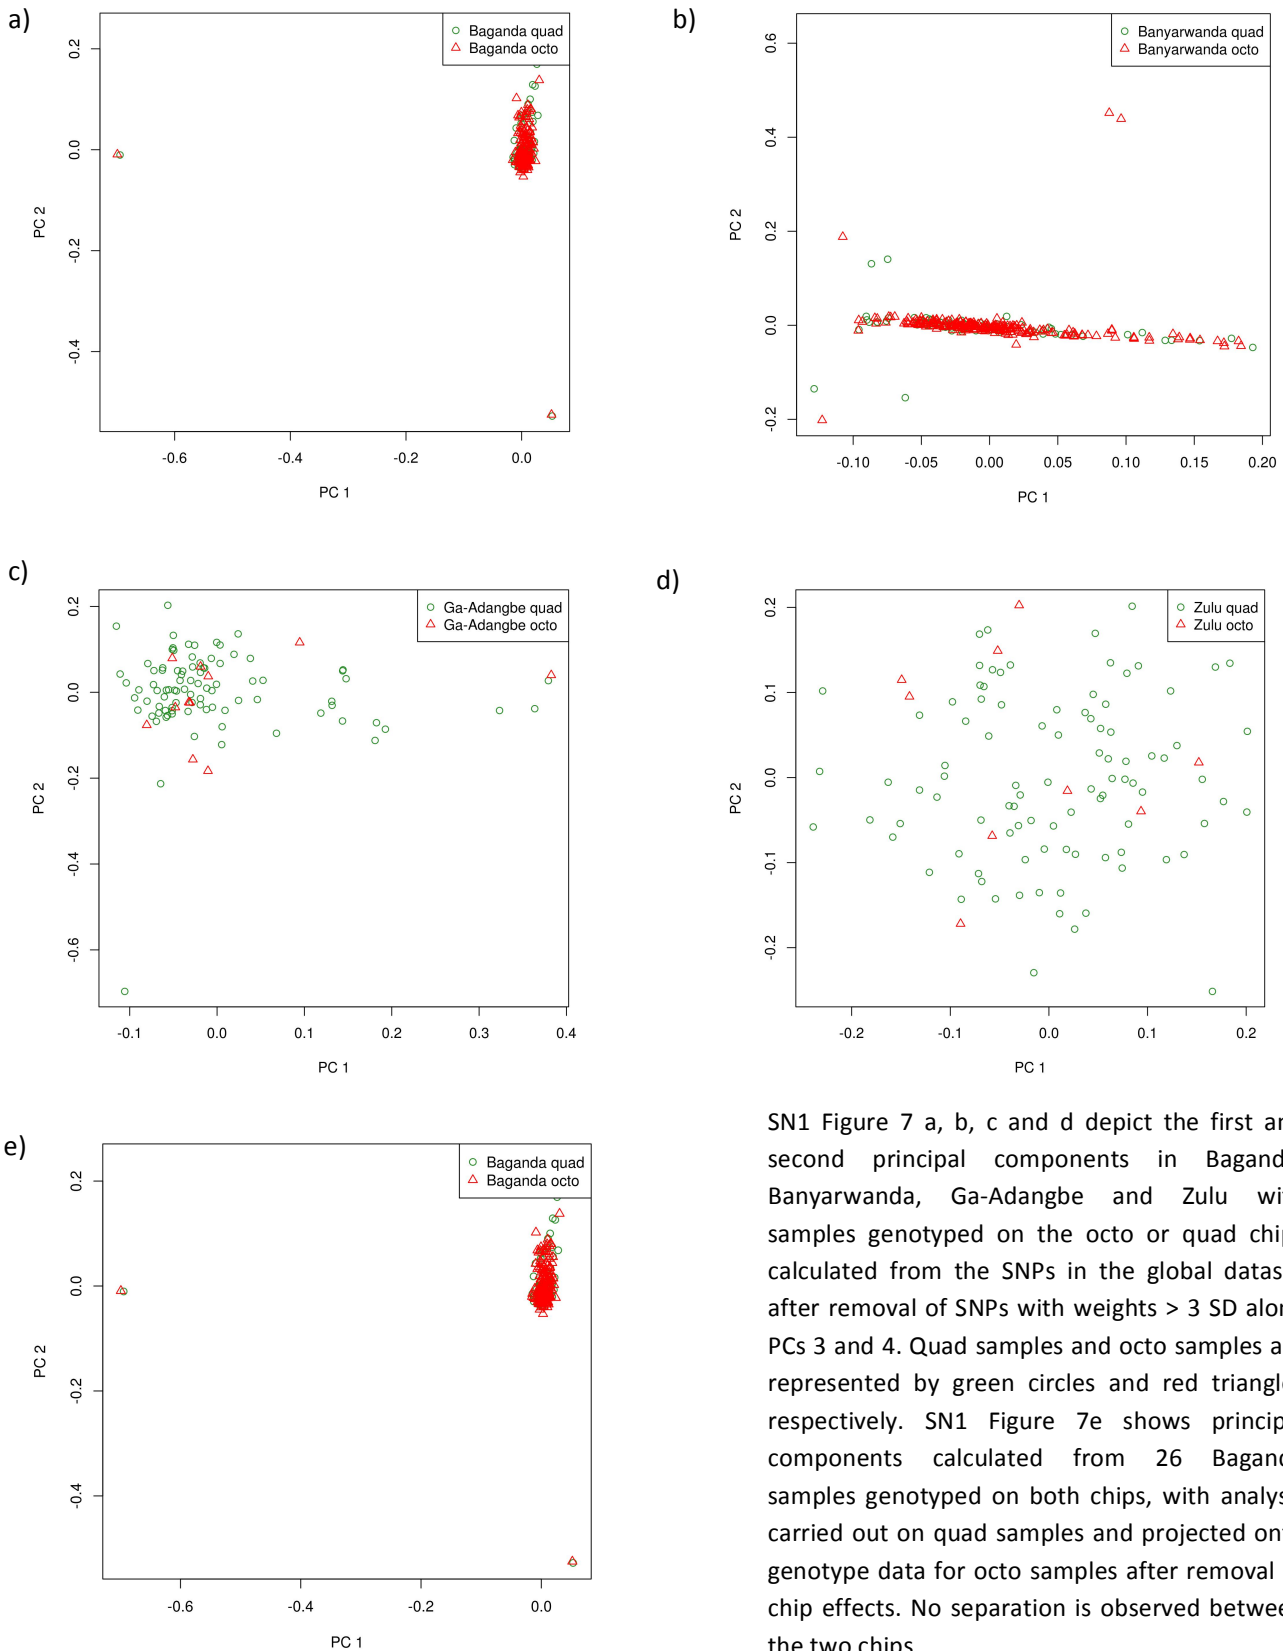 a)
Baganda quad
Baganda octo
0.2
0.0
-0.2
-0.4
PC 2
-0.6
-0.4
-0.2
0.0
PC 1
b)
Banyarwanda quad
Banyarwanda octo
0.6
0.4
0.2
0.0
-0.2
PC 2
-0.10
-0.05
0.00
0.05
0.10
0.15
0.20
PC 1
c)
Ga-Adangbe quad
Ga-Adangbe octo
0.2
0.0
-0.2
-0.4
-0.6
PC 2
-0.1
0.0
0.1
0.2
0.3
0.4
PC 1
d)
Zulu quad
Zulu octo
0.2
0.1
0.0
-0.1
-0.2
PC 2
-0.2
-0.1
0.0
0.1
0.2
PC 1
e)
Baganda quad
Baganda octo
0.2
0.0
-0.2
-0.4
PC 2
-0.6
-0.4
-0.2
0.0
PC 1
SN1 Figure 7 a, b, c and d depict the first an
second principal components in Bagand
Banyarwanda, Ga-Adangbe and Zulu wit
samples genotyped on the octo or quad chip
calculated from the SNPs in the global datas
after removal of SNPs with weights > 3 SD alon
PCs 3 and 4. Quad samples and octo samples a
represented by green circles and red triangle
respectively. SN1 Figure 7e shows princip
components calculated from 26 Bagand
samples genotyped on both chips, with analys
carried out on quad samples and projected ont
genotype data for octo samples after removal
chip effects. No separation is observed betwee
the two chips